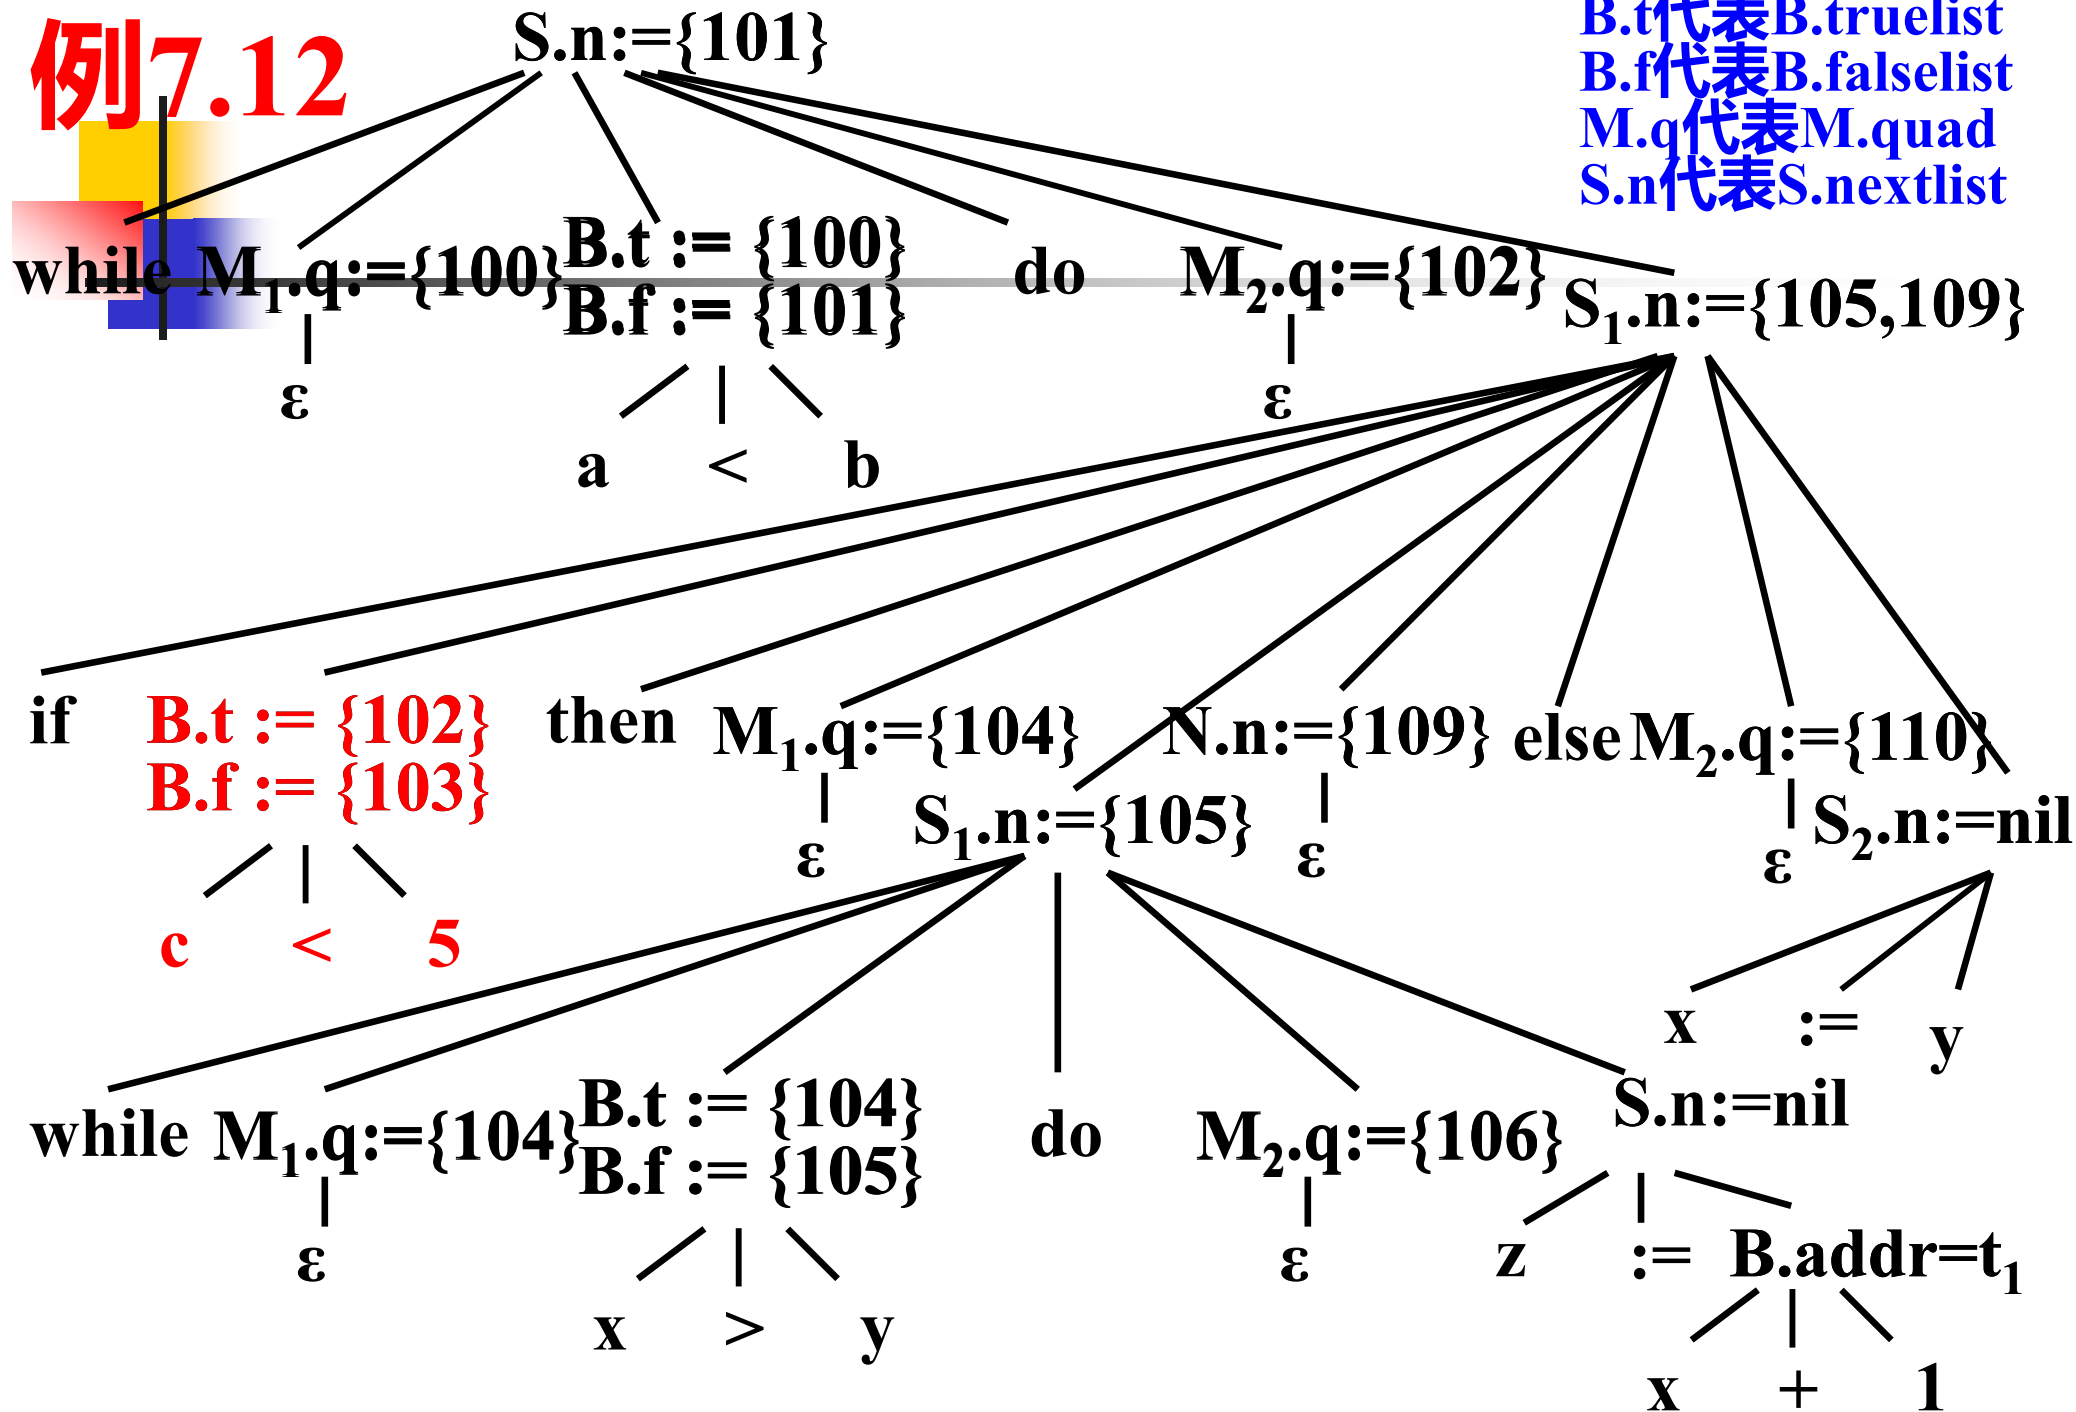 例7.12
S.n:={101}
B.t代表B.truelist
B.f代表B.falselist
M.q代表M.quad
S.n代表S.nextlist
while M₁.q:={100} B.t := {100} do M₂.q:={102} S₁.n:={105,109}
B.f := {101}
ε ε
a < b
if B.t := {102} then M₁.q:={104} N.n:={109} else M₂.q:={110}
B.f := {103}
S₁.n:={105} S₂.n:=nil
ε ε ε
c < 5
x := y
while M₁.q:={104} B.t := {104} do M₂.q:={106} S.n:=nil
B.f := {105}
ε ε z := B.addr=t₁
x > y
x + 1